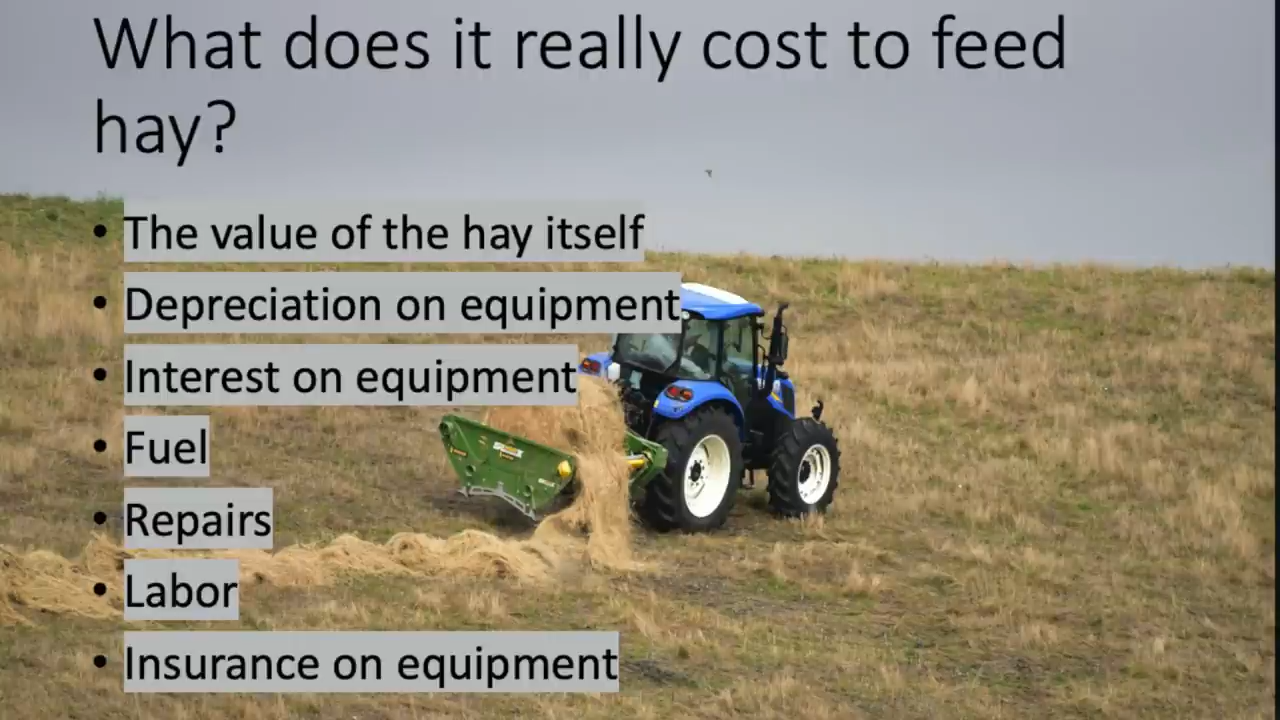 What does it really cost to feed
hay?
• The value of the hay itself
• Depreciation on equipment
• Interest on equipment
• Fuel
• Repairs
• Labor
• Insurance on equipment